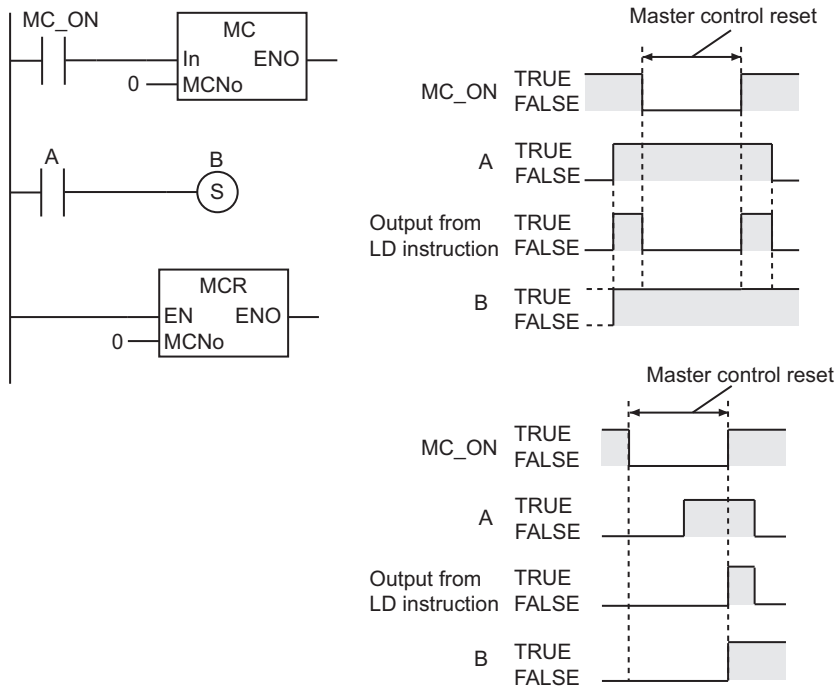 MC_ON
MC
In ENO
0 MCNo
A
B
S
MCR
EN ENO
0 MCNo
Master control reset
MC_ON TRUE
FALSE
A TRUE
FALSE
Output from TRUE
LD instruction FALSE
B TRUE
FALSE
Master control reset
MC_ON TRUE
FALSE
A TRUE
FALSE
Output from TRUE
LD instruction FALSE
B TRUE
FALSE